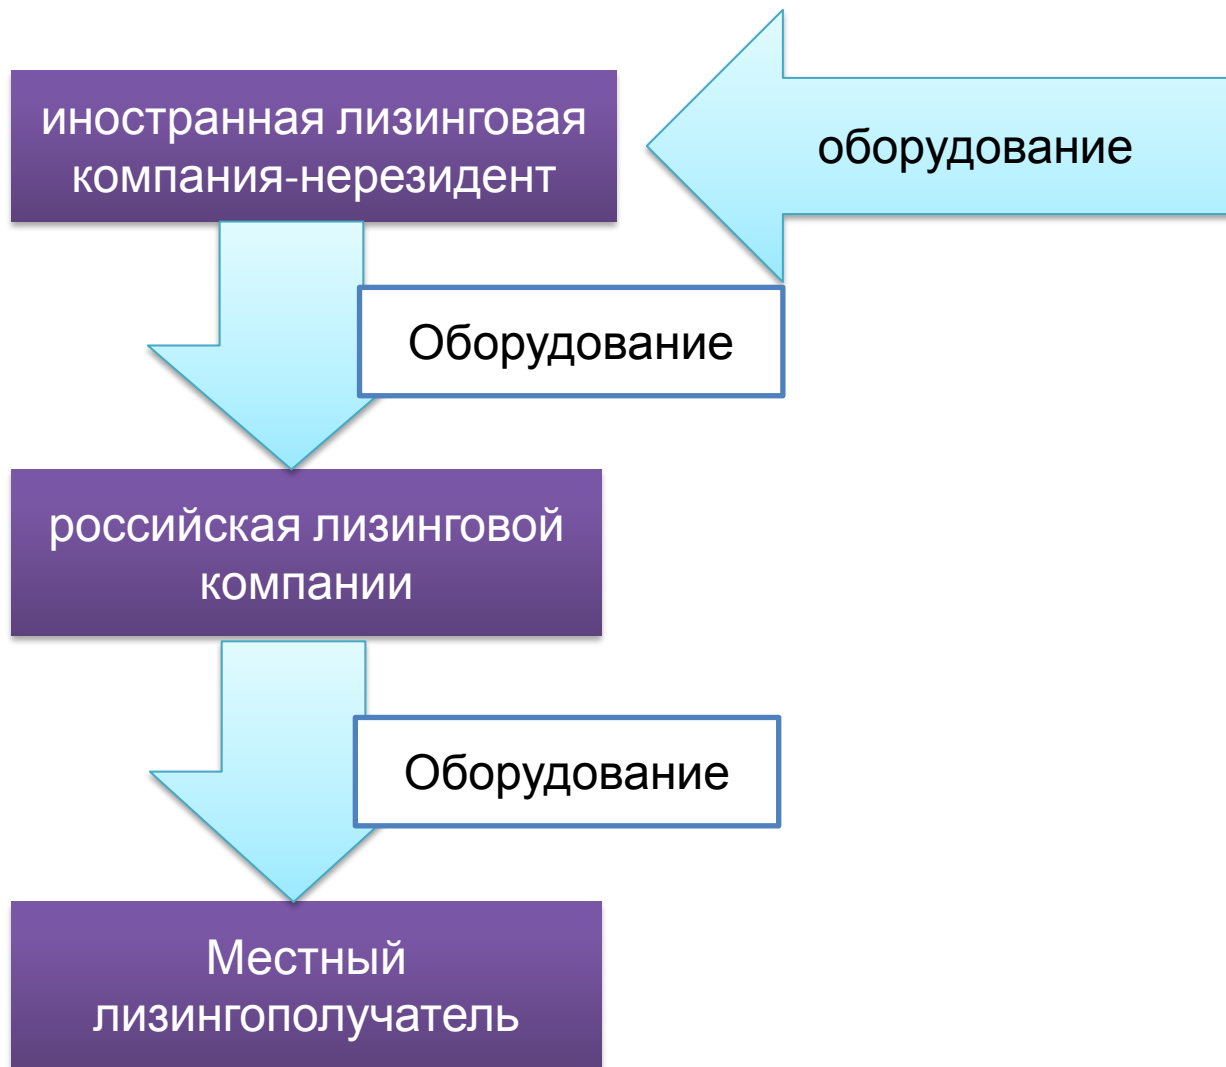 иностранная лизинговая
компания-нерезидент
оборудование
Оборудование
российская лизинговой
компании
Оборудование
Местный
лизингополучатель